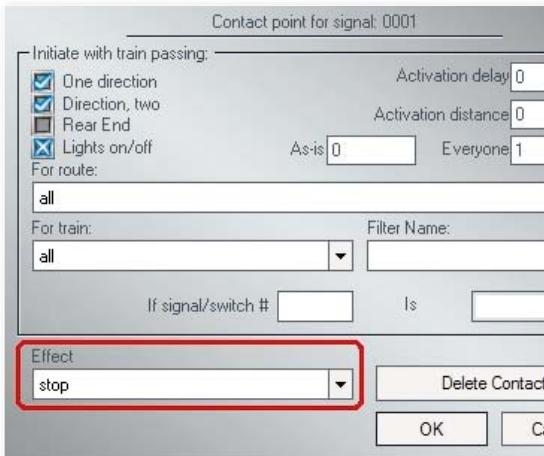 Contact point for signal: 0001
Initiate with train passing:
One direction
Activation delay 0
Direction, two
Activation distance 0
Rear End
Lights on/off
As-is 0
Everyone 1
For route:
all
For train:
Filter Name:
all
If signal/switch #
Is
Effect
stop
Delete Contact
OK
Ca